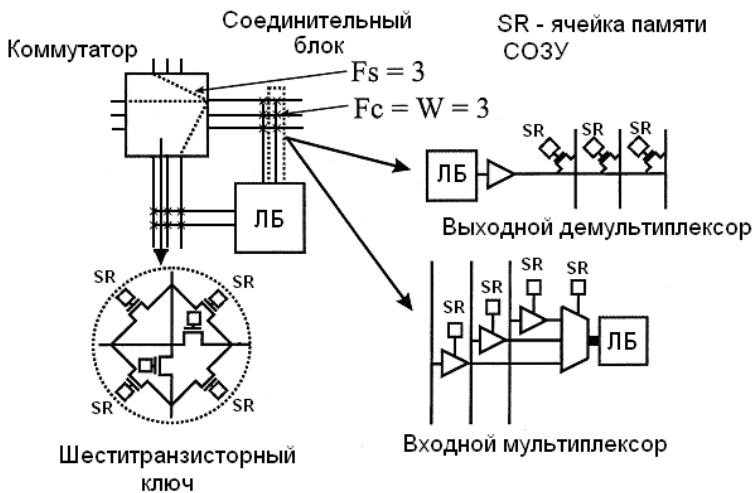 Соединительный
блок
SR - ячейка памяти
СОЗУ
Коммутатор
Fs = 3
Fc = W = 3
SR
SR
SR
ЛБ
ЛБ
Выходной демультиплексор
SR
SR
SR
SR
SR
SR
SR
ЛБ
Шеститранзисторный
ключ
Входной мультиплексор